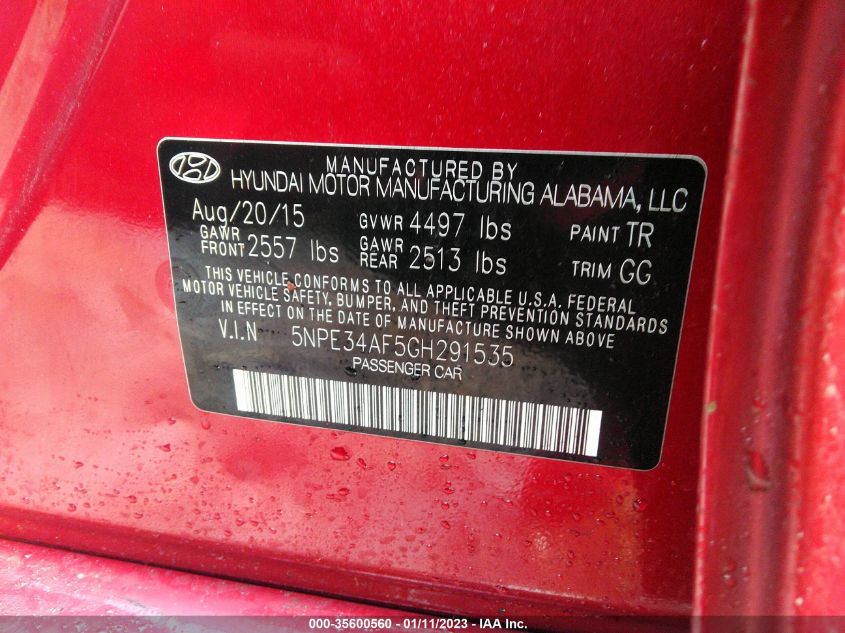 MANUFACTURED BY
HYUNDAI MOTOR MANUFACTURING ALABAMA, LLC
Aug/20/15 GVWR 4497 lbs PAINT TR
GAWR FRONT 2557 lbs GAWR REAR 2513 lbs TRIM GG
THIS VEHICLE CONFORMS TO ALL APPLICABLE U.S.A. FEDERAL
MOTOR VEHICLE SAFETY, BUMPER, AND THEFT PREVENTION STANDARDS
IN EFFECT ON THE DATE OF MANUFACTURE SHOWN ABOVE
V.I.N 5NPE34AF5GH291535
PASSENGER CAR
000-35600560 - 01/11/2023 - IAA Inc.